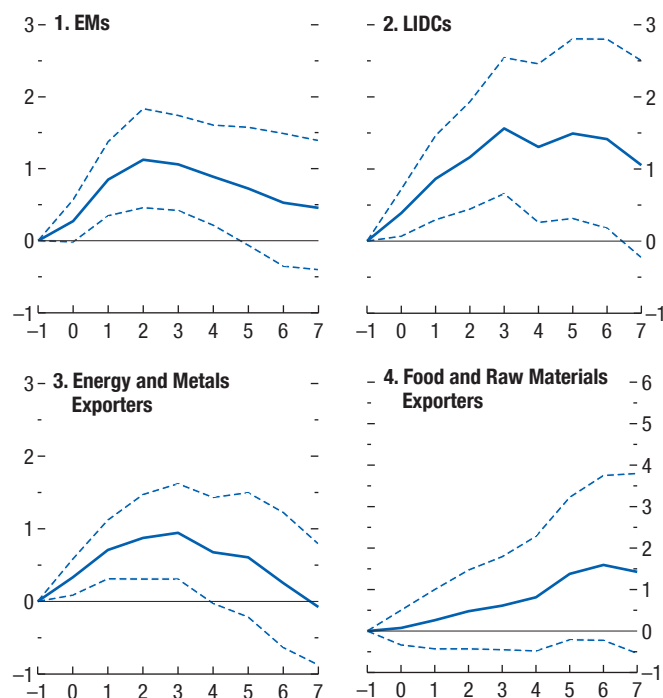 1. EMs
3
2
1
0
–1
–1 0 1 2 3 4 5 6 7
2. LIDCs
3
2
1
0
–1
–1 0 1 2 3 4 5 6 7
3. Energy and Metals
Exporters
3
2
1
0
–1
–1 0 1 2 3 4 5 6 7
4. Food and Raw Materials
Exporters
6
5
4
3
2
1
0
–1
–1 0 1 2 3 4 5 6 7